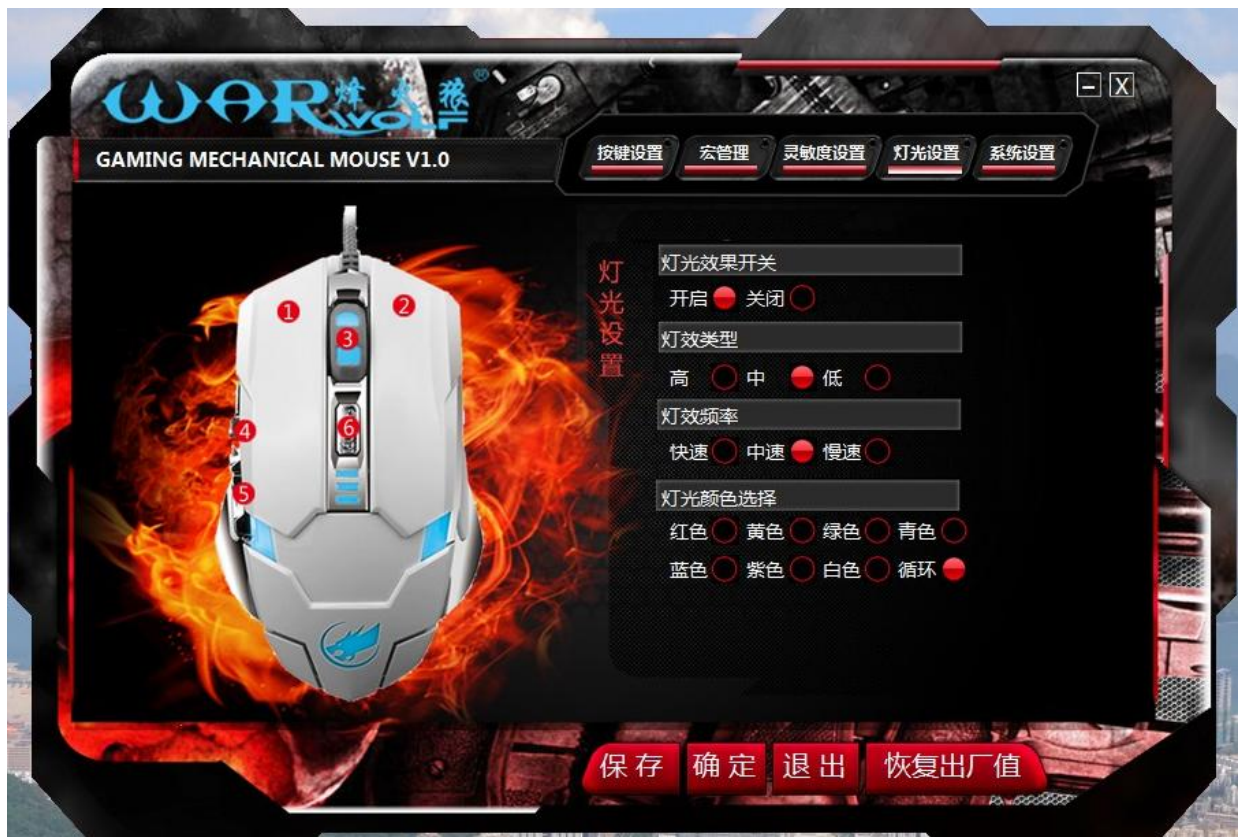 WAR烽火狼®
WOLF
GAMING MECHANICAL MOUSE V1.0
按键设置 宏管理 灵敏度设置 灯光设置 系统设置
灯光设置
灯光效果开关
开启 关闭
灯效类型
高 中 低
灯效频率
快速 中速 慢速
灯光颜色选择
红色 黄色 绿色 青色
蓝色 紫色 白色 循环
1
2
3
4
6
5
保存 确定 退出 恢复出厂值